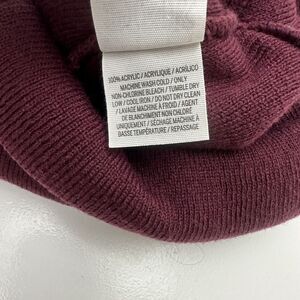 100% ACRYLIC / ACRYLIQUE / ACRÍLICO
MACHINE WASH COLD / ONLY
NON-CHLORINE BLEACH / TUMBLE DRY
LOW / COOL IRON / DO NOT DRY CLEAN
/ LAVAGE MACHINE À FROID / AGENT
DE BLANCHIMENT NON CHLORÉ
UNIQUEMENT / SÉCHAGE MACHINE À
BASSE TEMPÉRATURE / REPASSAGE